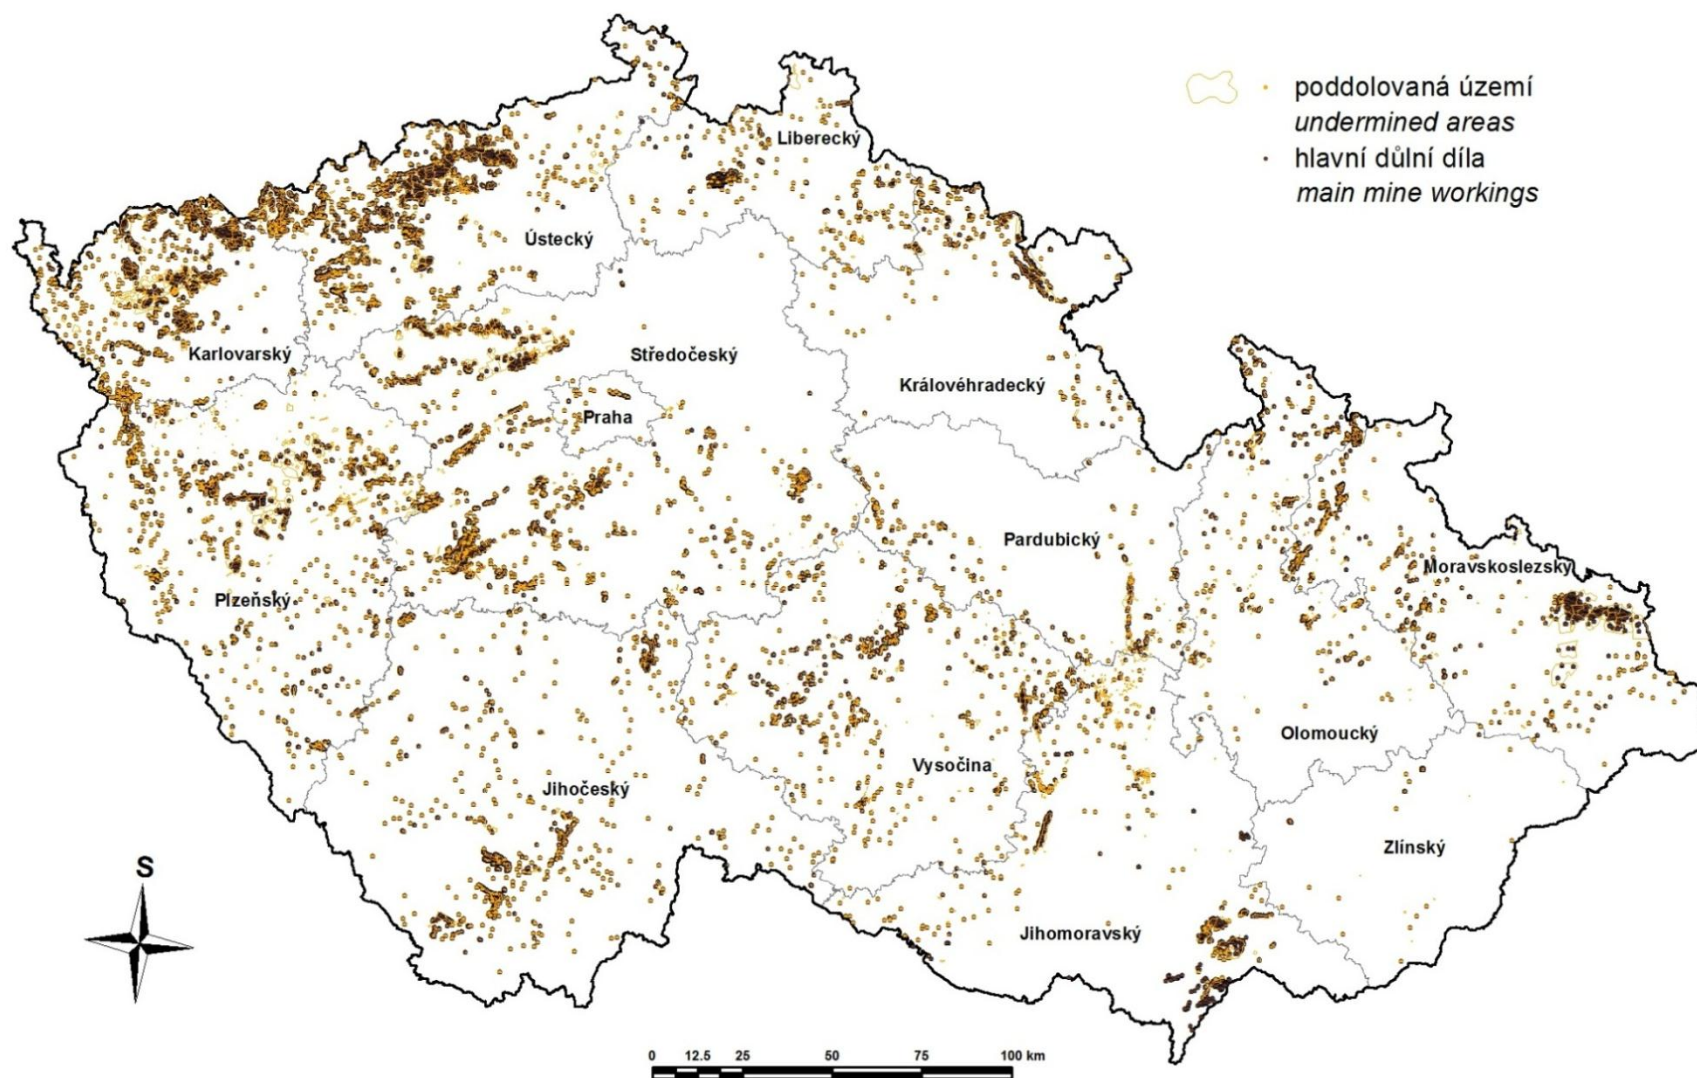 poddolovaná území
undermined areas
hlavní důlní díla
main mine workings
Liberecký
Ústecký
Karlovarský
Středočeský
Královéhradecký
Praha
Pardubický
Moravskoslezský
Plzeňský
Olomoucký
Vysočina
Jihočeský
Zlínský
Jihomoravský
S
0 12.5 25 50 75 100 km